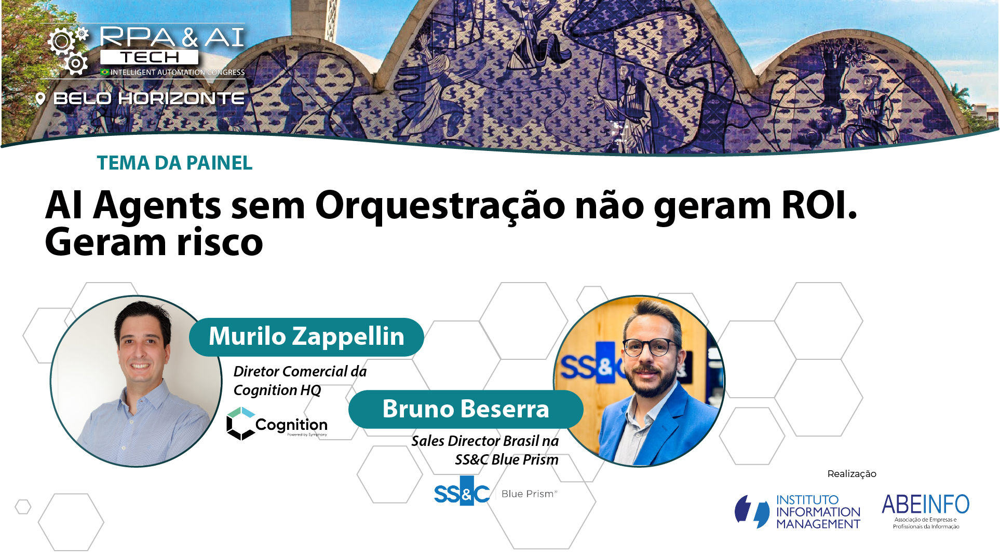 RPA & AI
TECH
INTELLIGENT AUTOMATION CONGRESS
BELO HORIZONTE
TEMA DA PAINEL
AI Agents sem Orquestração não geram ROI.
Geram risco
Murilo Zappellin
Diretor Comercial da
Cognition HQ
Cognition
Powered by Symphony
SS&C
Bruno Beserra
Sales Director Brasil na
SS&C Blue Prism
SS&C Blue Prism®
Realização
INSTITUTO
INFORMATION
MANAGEMENT
ABEINFO
Associação de Empresas e
Profissionais da Informação